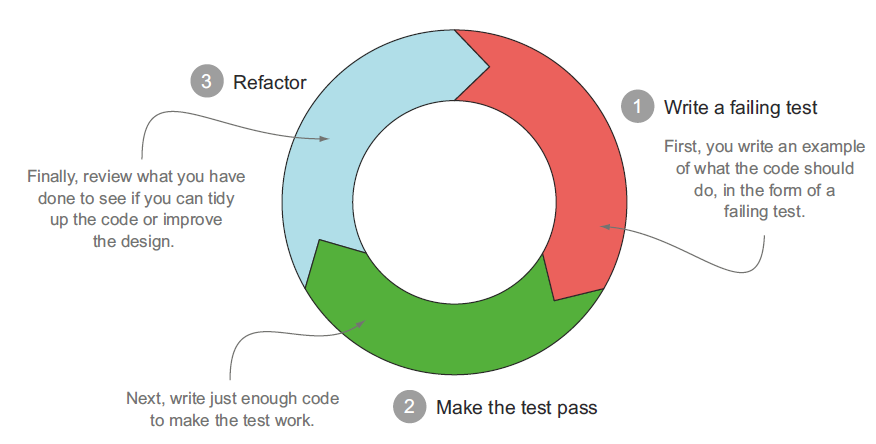 1 Write a failing test
First, you write an example
of what the code should
do, in the form of a
failing test.
2 Make the test pass
Next, write just enough code
to make the test work.
3 Refactor
Finally, review what you have
done to see if you can tidy
up the code or improve
the design.